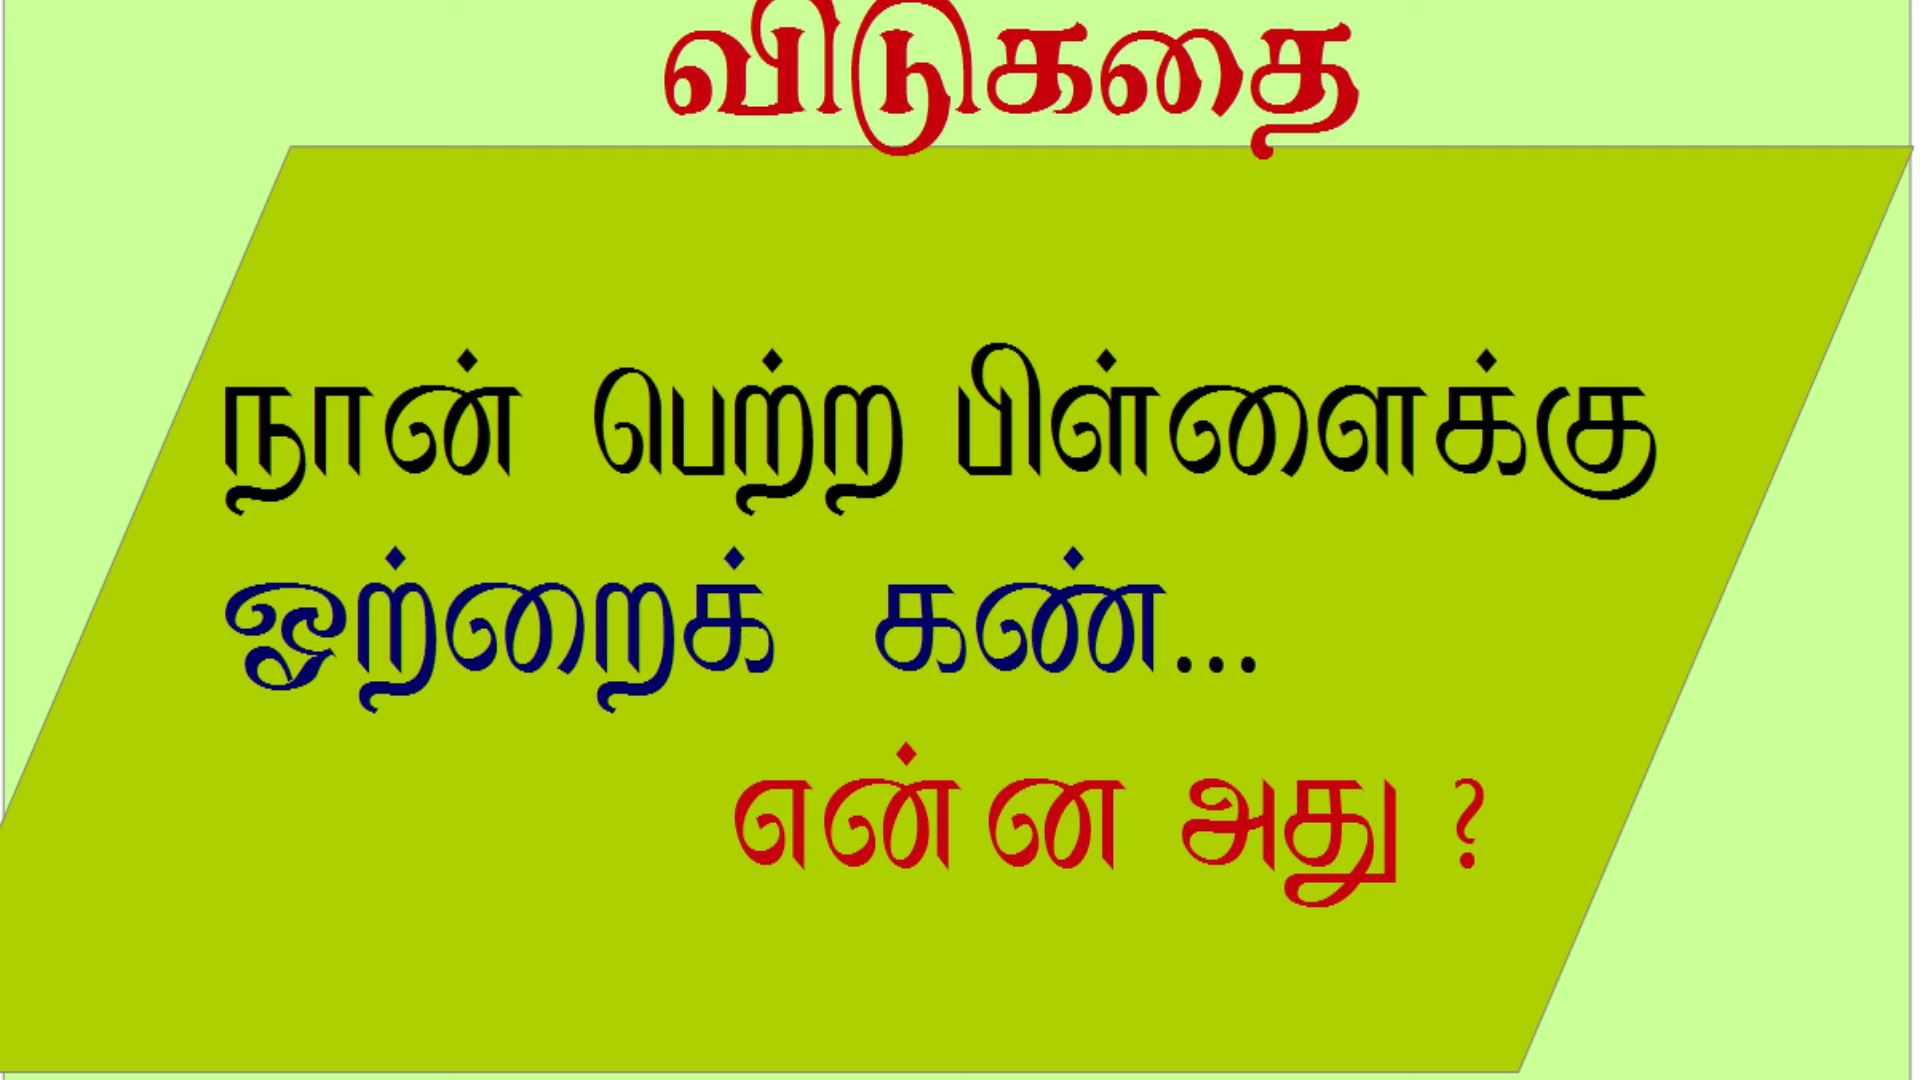 விடுகதை
நான் பெற்ற பிள்ளைக்கு
ஒற்றைக் கண்...
என்ன அது ?